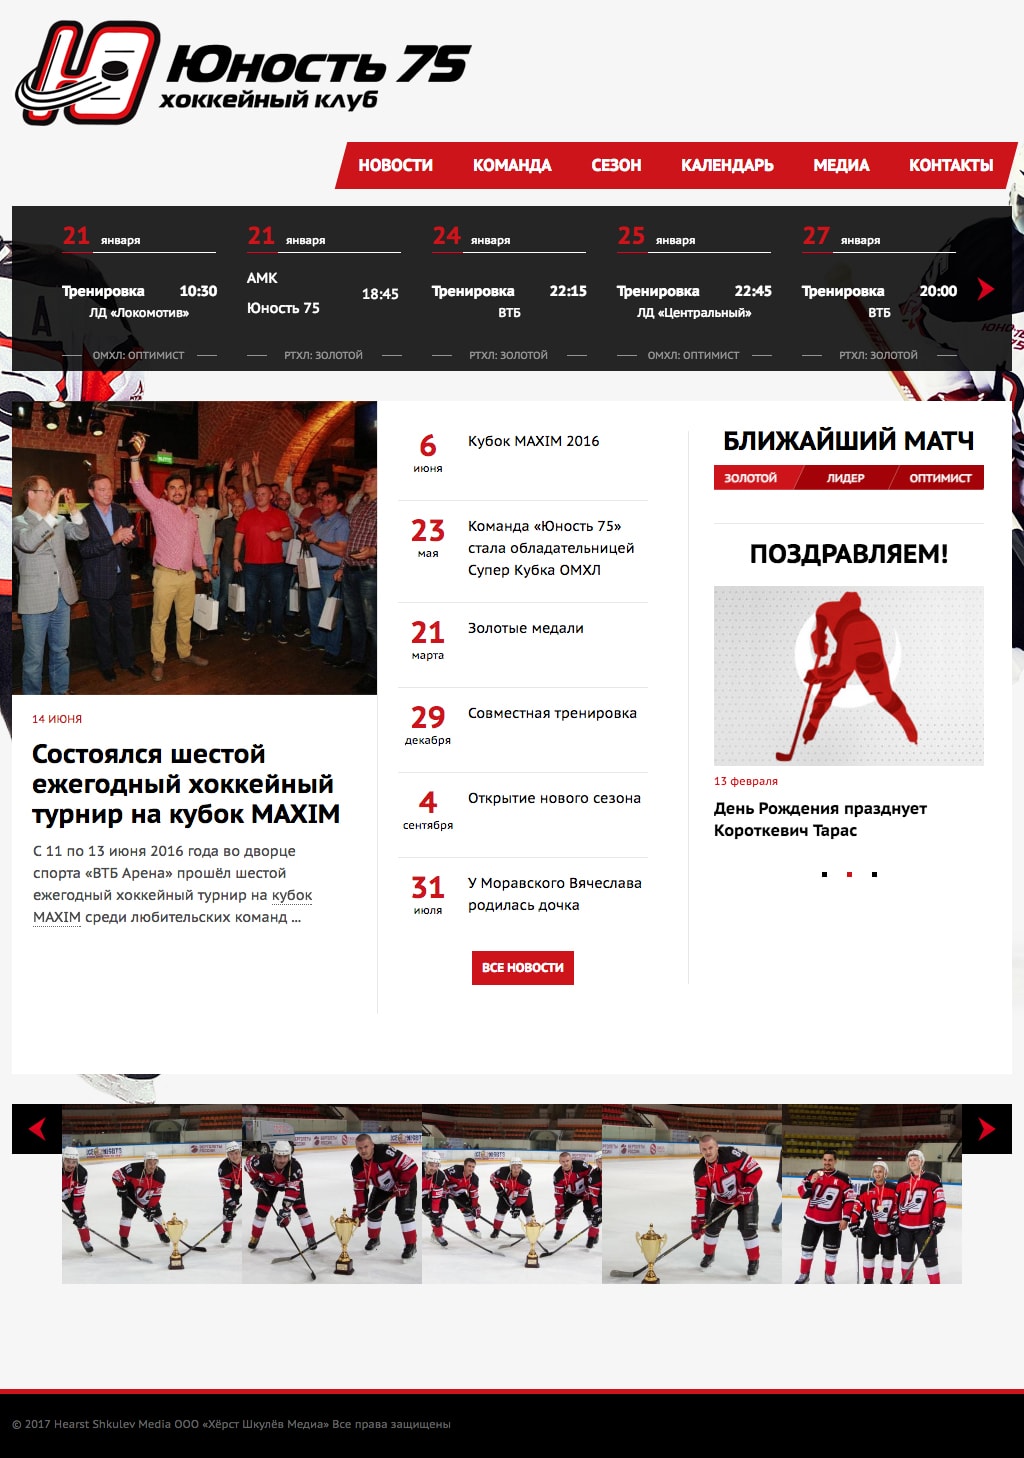 Юность 75
хоккейный клуб
НОВОСТИ КОМАНДА СЕЗОН КАЛЕНДАРЬ МЕДИА КОНТАКТЫ
21 января
Тренировка 10:30
ЛД «Локомотив»
ОМХЛ: ОПТИМИСТ
21 января
АМК
Юность 75
18:45
РТХЛ: ЗОЛОТОЙ
24 января
Тренировка 22:15
ВТБ
РТХЛ: ЗОЛОТОЙ
25 января
Тренировка 22:45
ЛД «Центральный»
ОМХЛ: ОПТИМИСТ
27 января
Тренировка 20:00
ВТБ
РТХЛ: ЗОЛОТОЙ
14 ИЮНЯ
Состоялся шестой
ежегодный хоккейный
турнир на кубок MAXIM
С 11 по 13 июня 2016 года во дворце
спорта «ВТБ Арена» прошёл шестой
ежегодный хоккейный турнир на кубок
MAXIM среди любительских команд ...
6 июня
Кубок MAXIM 2016
23 мая
Команда «Юность 75»
стала обладательницей
Супер Кубка ОМХЛ
21 марта
Золотые медали
29 декабря
Совместная тренировка
4 сентября
Открытие нового сезона
31 июля
У Моравского Вячеслава
родилась дочка
ВСЕ НОВОСТИ
БЛИЖАЙШИЙ МАТЧ
ЗОЛОТОЙ ЛИДЕР ОПТИМИСТ
ПОЗДРАВЛЯЕМ!
13 февраля
День Рождения празднует
Короткевич Тарас
© 2017 Hearst Shkulev Media ООО «Хёрст Шкулёв Медиа» Все права защищены